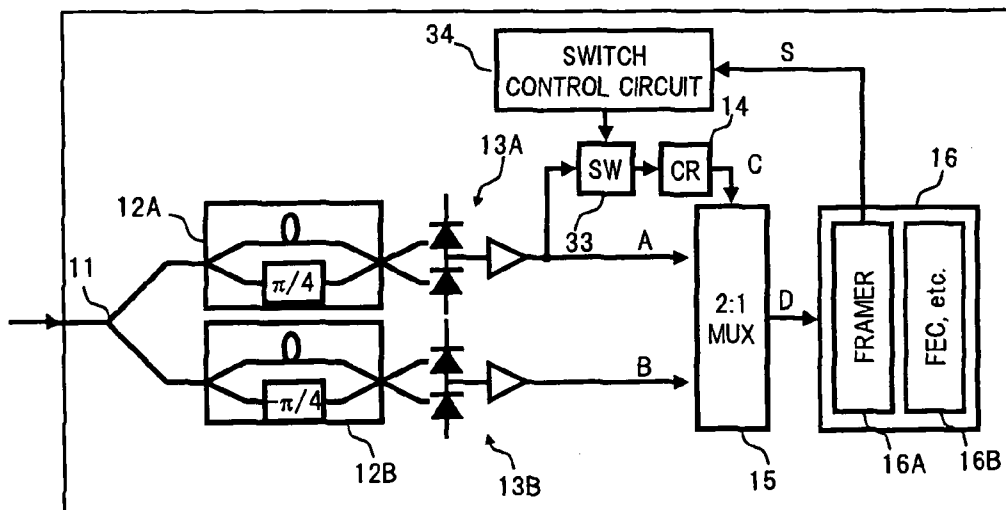 34
SWITCH
CONTROL CIRCUIT
S
14
13A
SW
CR
C
16
12A
33
A
11
π/4
2:1
MUX
D
FRAMER
FEC, etc.
B
-π/4
12B
13B
15
16A
16B